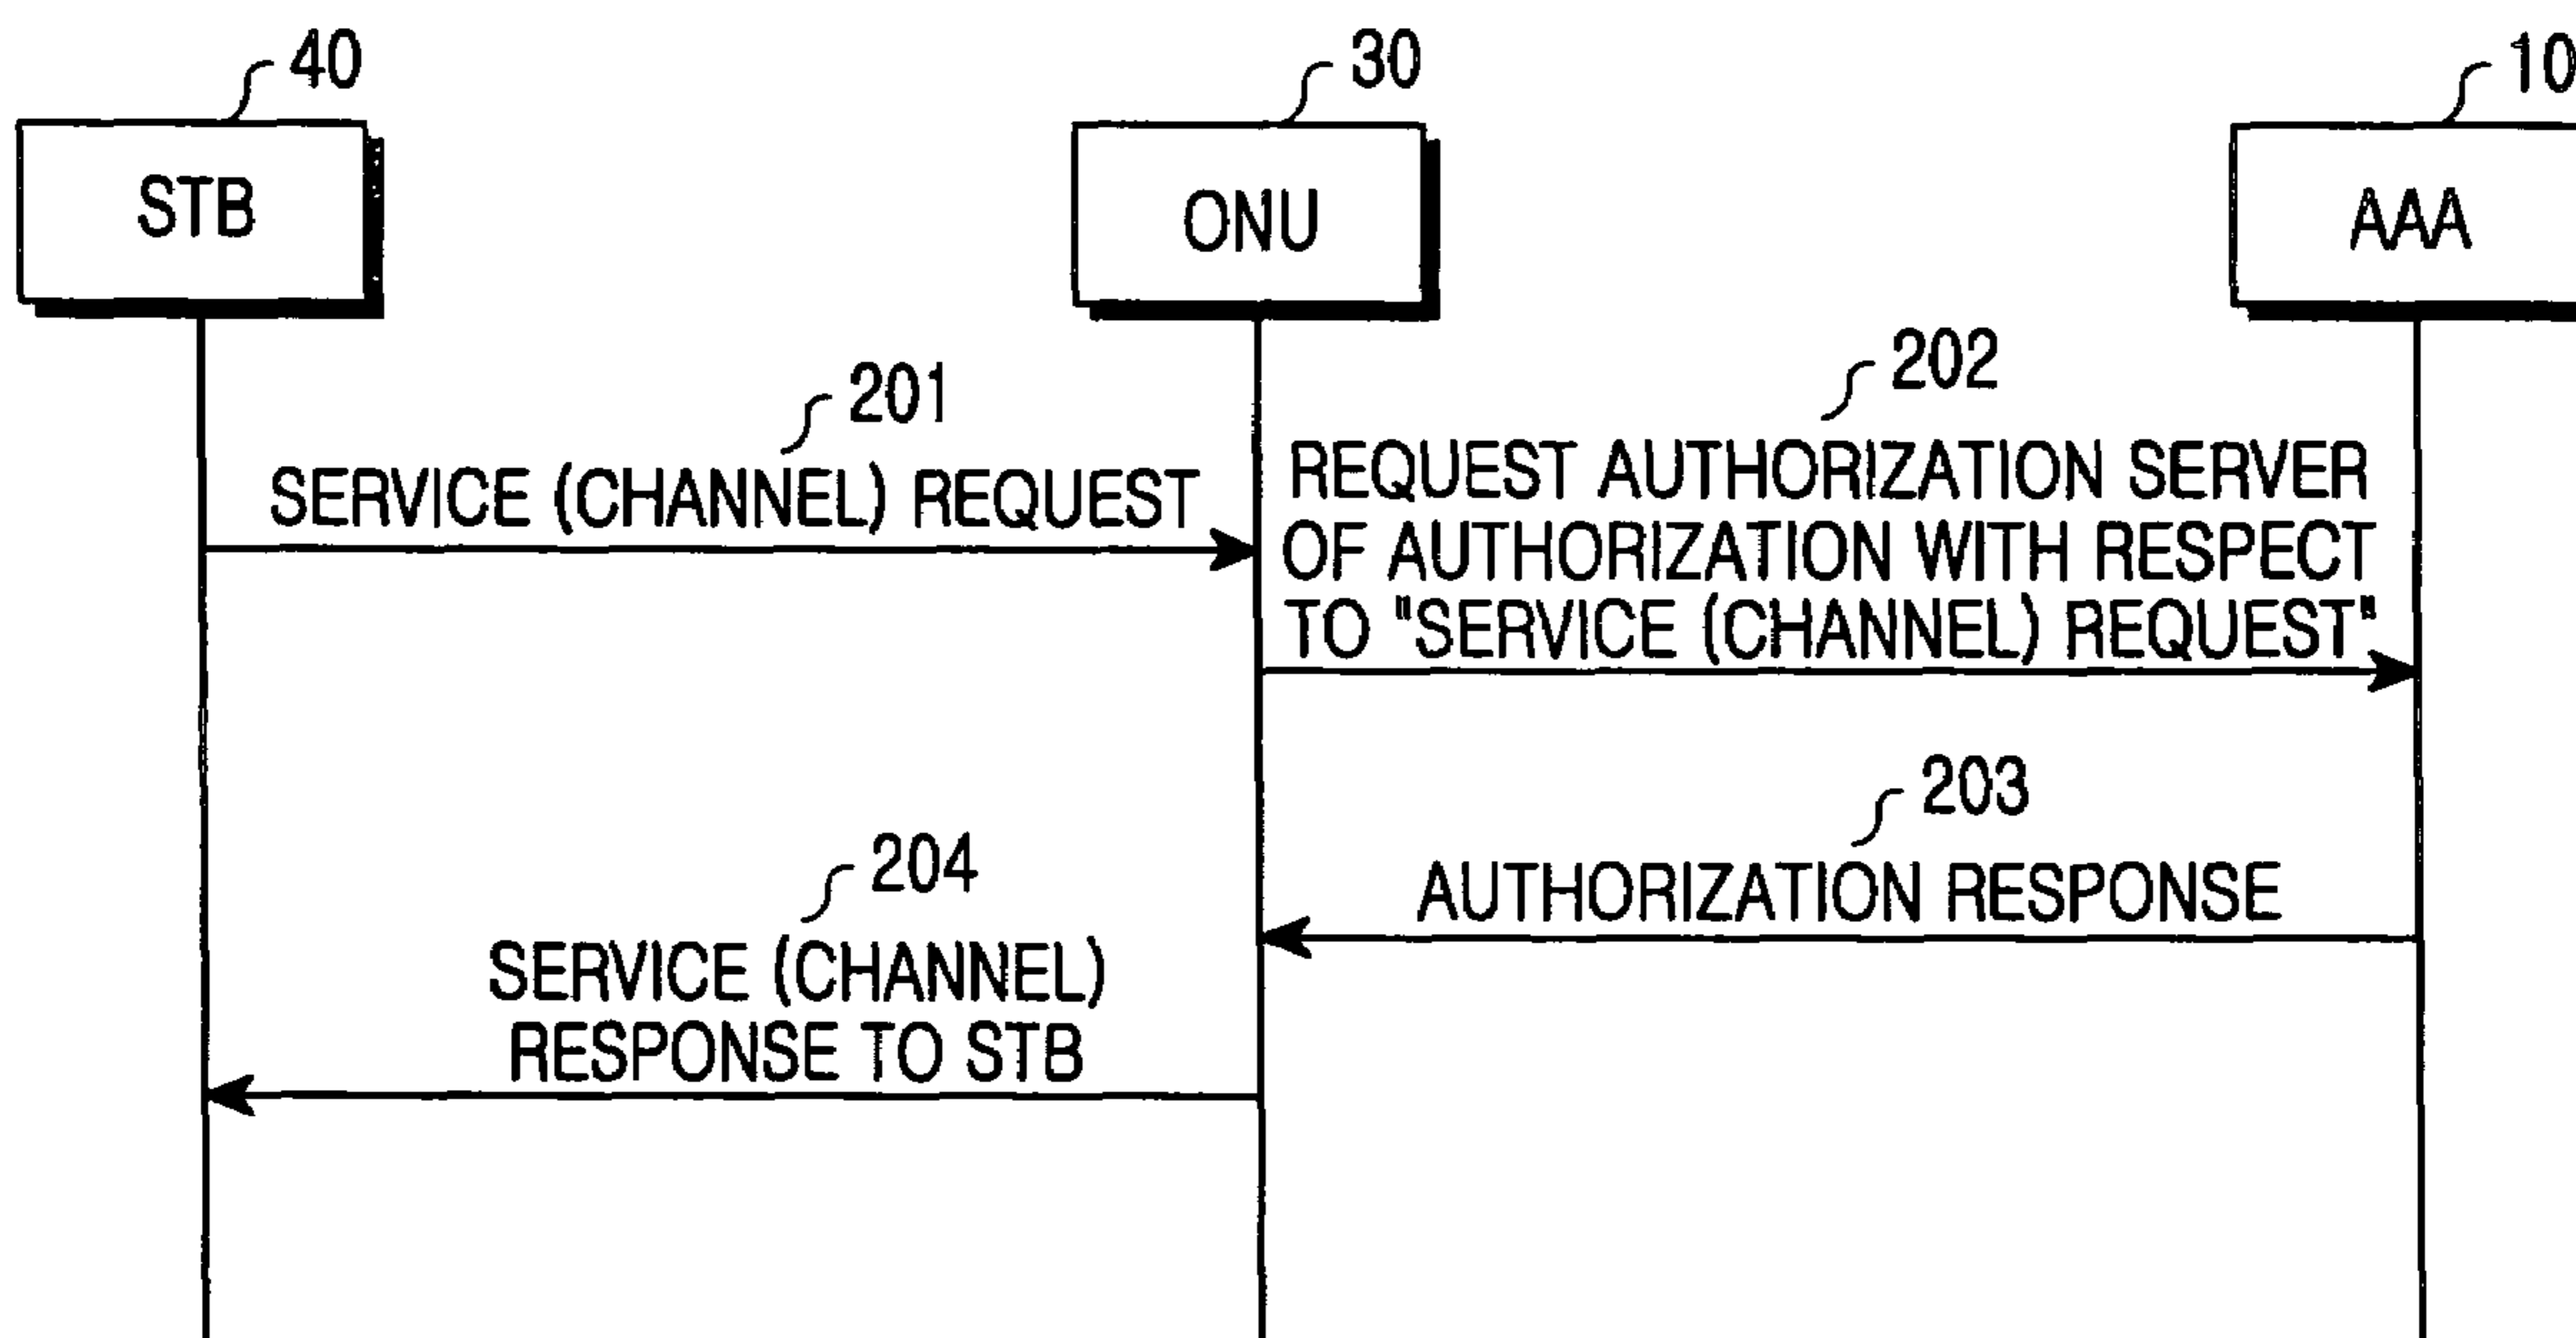 40
30
10
STB
ONU
AAA
201
SERVICE (CHANNEL) REQUEST
202
REQUEST AUTHORIZATION SERVER
OF AUTHORIZATION WITH RESPECT
TO "SERVICE (CHANNEL) REQUEST"
203
AUTHORIZATION RESPONSE
204
SERVICE (CHANNEL)
RESPONSE TO STB